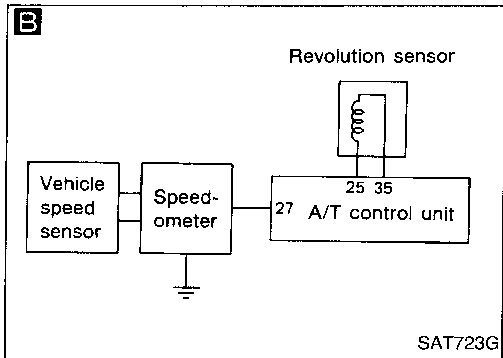 B
Revolution sensor
25 35
Vehicle
speed
sensor
Speed-
ometer
27 A/T control unit
SAT723G